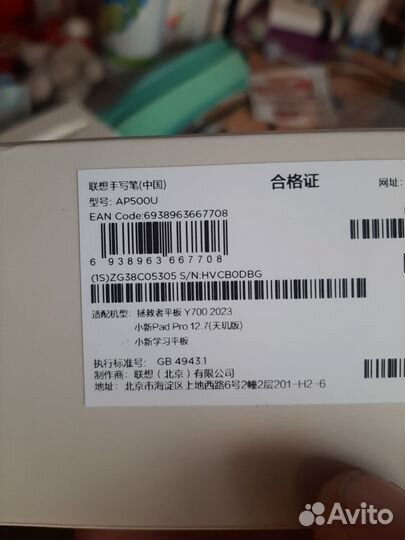 联想手写笔(中国)
合格证
网址:
型号: AP500U
EAN Code:6938963667708
6 938963 667708
(1S)ZG38C05305 S/N:HVCB0DBG
适配机型: 拯救者平板 Y700 2023
小新Pad Pro 12.7(天玑版)
小新学习平板
执行标准号: GB 4943.1
制造商: 联想（北京）有限公司
地址: 北京市海淀区上地西路6号2幢2层201-H2-6
Avito